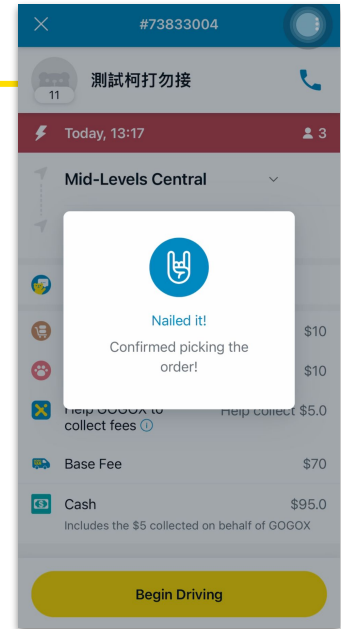 #73833004
11
測試柯打勿接
Today, 13:17
3
Mid-Levels Central
Nailed it!
Confirmed picking the
order!
$10
$10
Help GOGOX to
Help collect $5.0
collect fees
Base Fee
$70
Cash
$95.0
Includes the $5 collected on behalf of GOGOX
Begin Driving